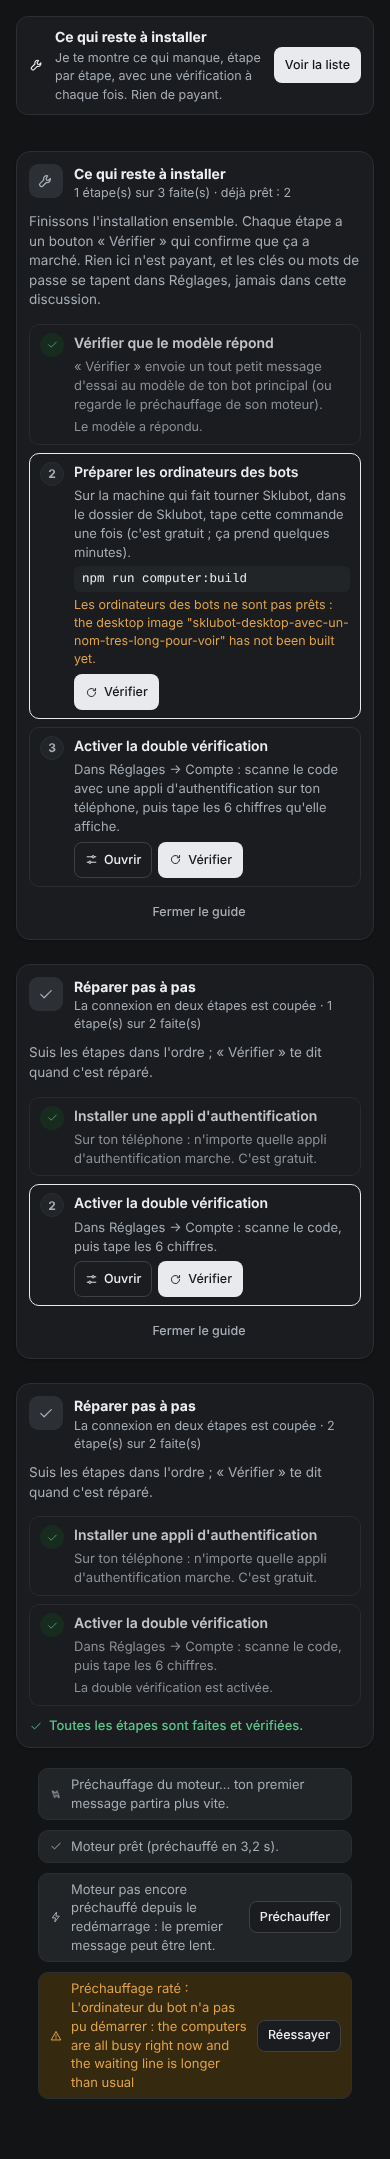 Ce qui reste à installer
Je te montre ce qui manque, étape
par étape, avec une vérification à
chaque fois. Rien de payant.
Voir la liste
Ce qui reste à installer
1 étape(s) sur 3 faite(s) · déjà prêt : 2
Finissons l'installation ensemble. Chaque étape a
un bouton « Vérifier » qui confirme que ça a
marché. Rien ici n'est payant, et les clés ou mots de
passe se tapent dans Réglages, jamais dans cette
discussion.
Vérifier que le modèle répond
« Vérifier » envoie un tout petit message
d'essai au modèle de ton bot principal (ou
regarde le préchauffage de son moteur).
Le modèle a répondu.
2
Préparer les ordinateurs des bots
Sur la machine qui fait tourner Sklubot, dans
le dossier de Sklubot, tape cette commande
une fois (c'est gratuit ; ça prend quelques
minutes).
npm run computer:build
Les ordinateurs des bots ne sont pas prêts :
the desktop image "sklubot-desktop-avec-un-
nom-tres-long-pour-voir" has not been built
yet.
Vérifier
3
Activer la double vérification
Dans Réglages → Compte : scanne le code
avec une appli d'authentification sur ton
téléphone, puis tape les 6 chiffres qu'elle
affiche.
Ouvrir
Vérifier
Fermer le guide
Réparer pas à pas
La connexion en deux étapes est coupée · 1
étape(s) sur 2 faite(s)
Suis les étapes dans l'ordre ; « Vérifier » te dit
quand c'est réparé.
Installer une appli d'authentification
Sur ton téléphone : n'importe quelle appli
d'authentification marche. C'est gratuit.
2
Activer la double vérification
Dans Réglages → Compte : scanne le code,
puis tape les 6 chiffres.
Ouvrir
Vérifier
Fermer le guide
Réparer pas à pas
La connexion en deux étapes est coupée · 2
étape(s) sur 2 faite(s)
Suis les étapes dans l'ordre ; « Vérifier » te dit
quand c'est réparé.
Installer une appli d'authentification
Sur ton téléphone : n'importe quelle appli
d'authentification marche. C'est gratuit.
Activer la double vérification
Dans Réglages → Compte : scanne le code,
puis tape les 6 chiffres.
La double vérification est activée.
Toutes les étapes sont faites et vérifiées.
Préchauffage du moteur… ton premier
message partira plus vite.
Moteur prêt (préchauffé en 3,2 s).
Moteur pas encore
préchauffé depuis le
redémarrage : le premier
message peut être lent.
Préchauffer
Préchauffage raté :
L'ordinateur du bot n'a pas
pu démarrer : the computers
are all busy right now and
the waiting line is longer
than usual
Réessayer